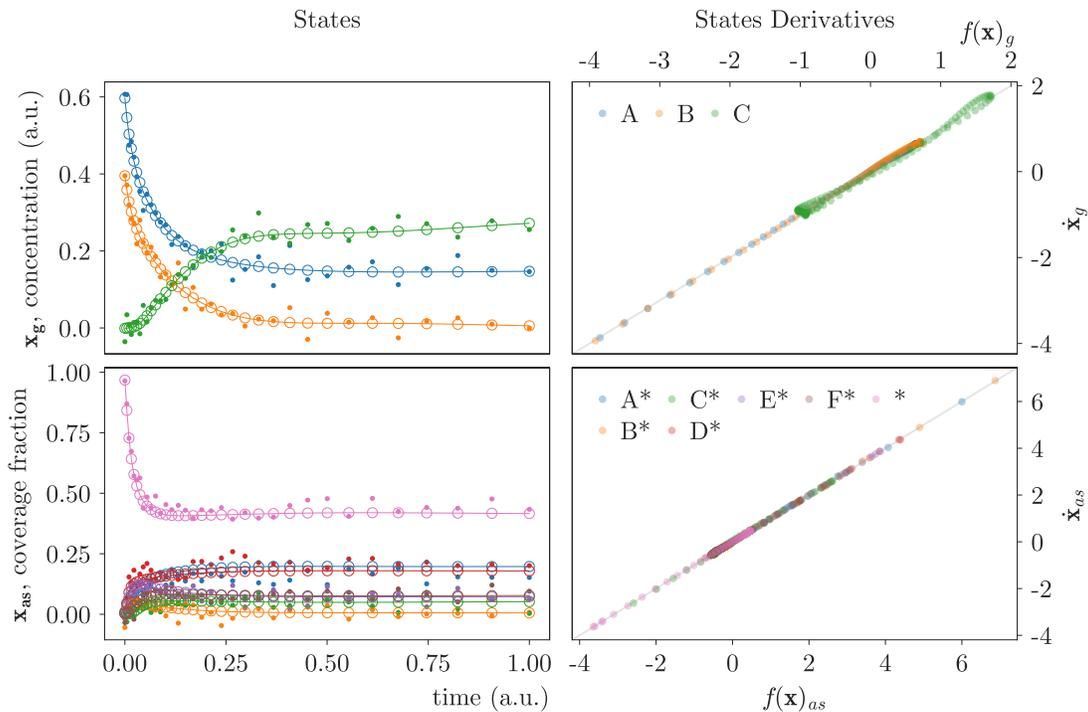 States
States Derivatives
f(x)g
-4 -3 -2 -1 0 1 2
0.6
0.4
0.2
0.0
xg, concentration (a.u.)
A B C
2
0
-2
-4
ẋg
1.00
0.75
0.50
0.25
0.00
xas, coverage fraction
A* C* E* F* *
B* D*
4
2
0
-2
-4
ẋas
0.00 0.25 0.50 0.75 1.00
-4 -2 0 2 4 6
time (a.u.)
f(x)as